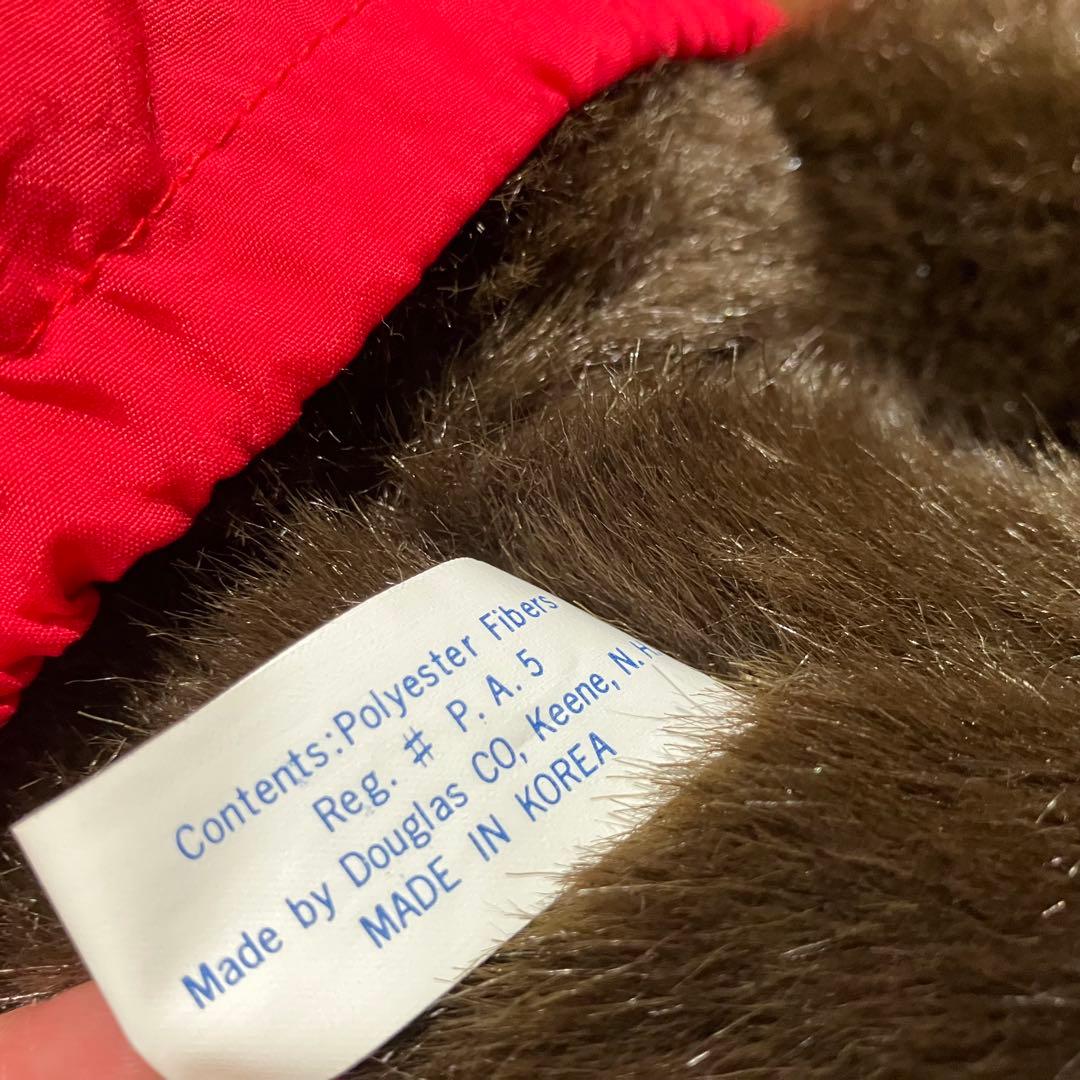 Contents:Polyester Fibers
Reg. # P. A. 5
Made by Douglas CO, Keene, N.H
MADE IN KOREA